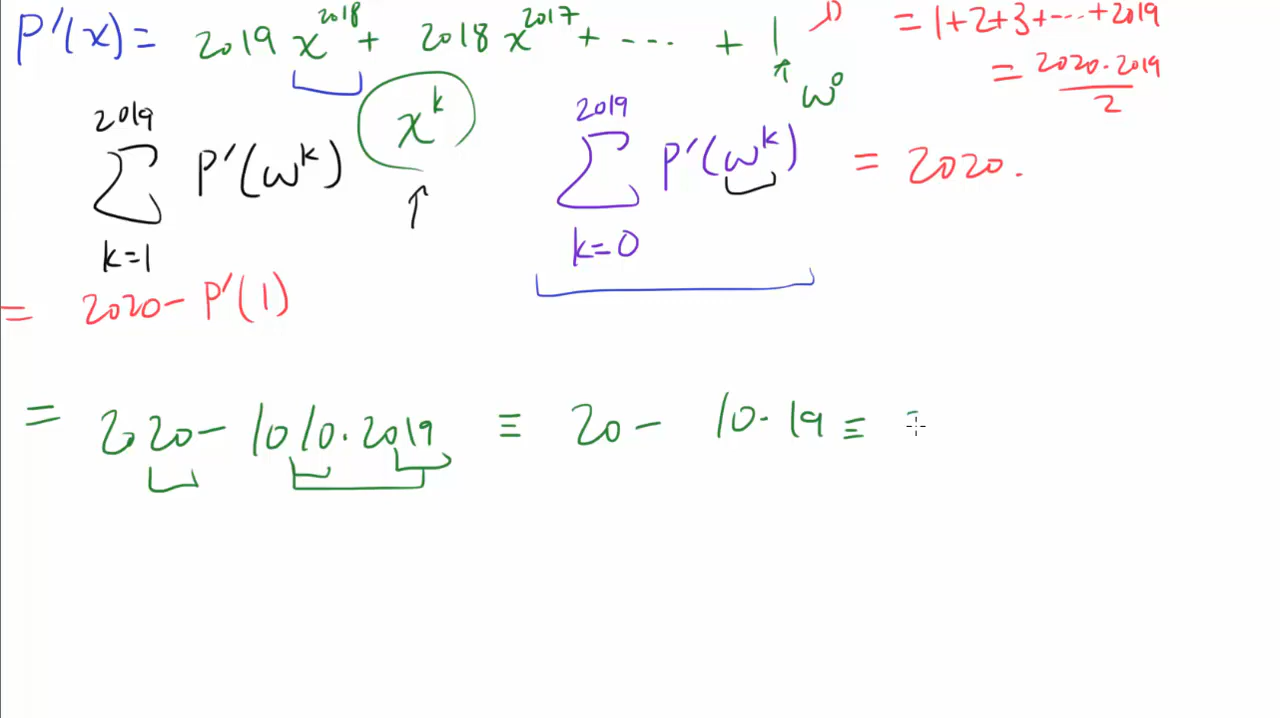 P'(x) = 2019 x^2018 + 2018 x^2017 + ... + 1
P'(1) = 1+2+3+...+2019
= 2020·2019 / 2
ω^0
x^k
2019 ∑ k=1 P'(ω^k)
2019 ∑ k=0 P'(ω^k) = 2020.
= 2020 − P'(1)
= 2020 − 1010·2019 ≡ 20 − 10·19 ≡